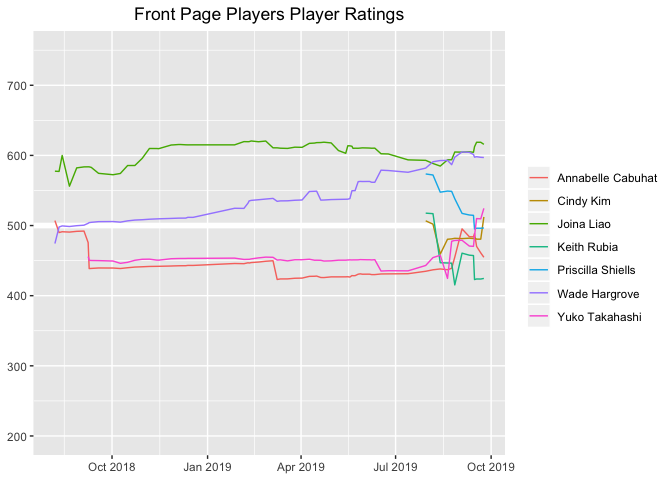 Front Page Players Player Ratings
700
600
500
400
300
200
Oct 2018
Jan 2019
Apr 2019
Jul 2019
Oct 2019
Annabelle Cabuhat
Cindy Kim
Joina Liao
Keith Rubia
Priscilla Shiells
Wade Hargrove
Yuko Takahashi